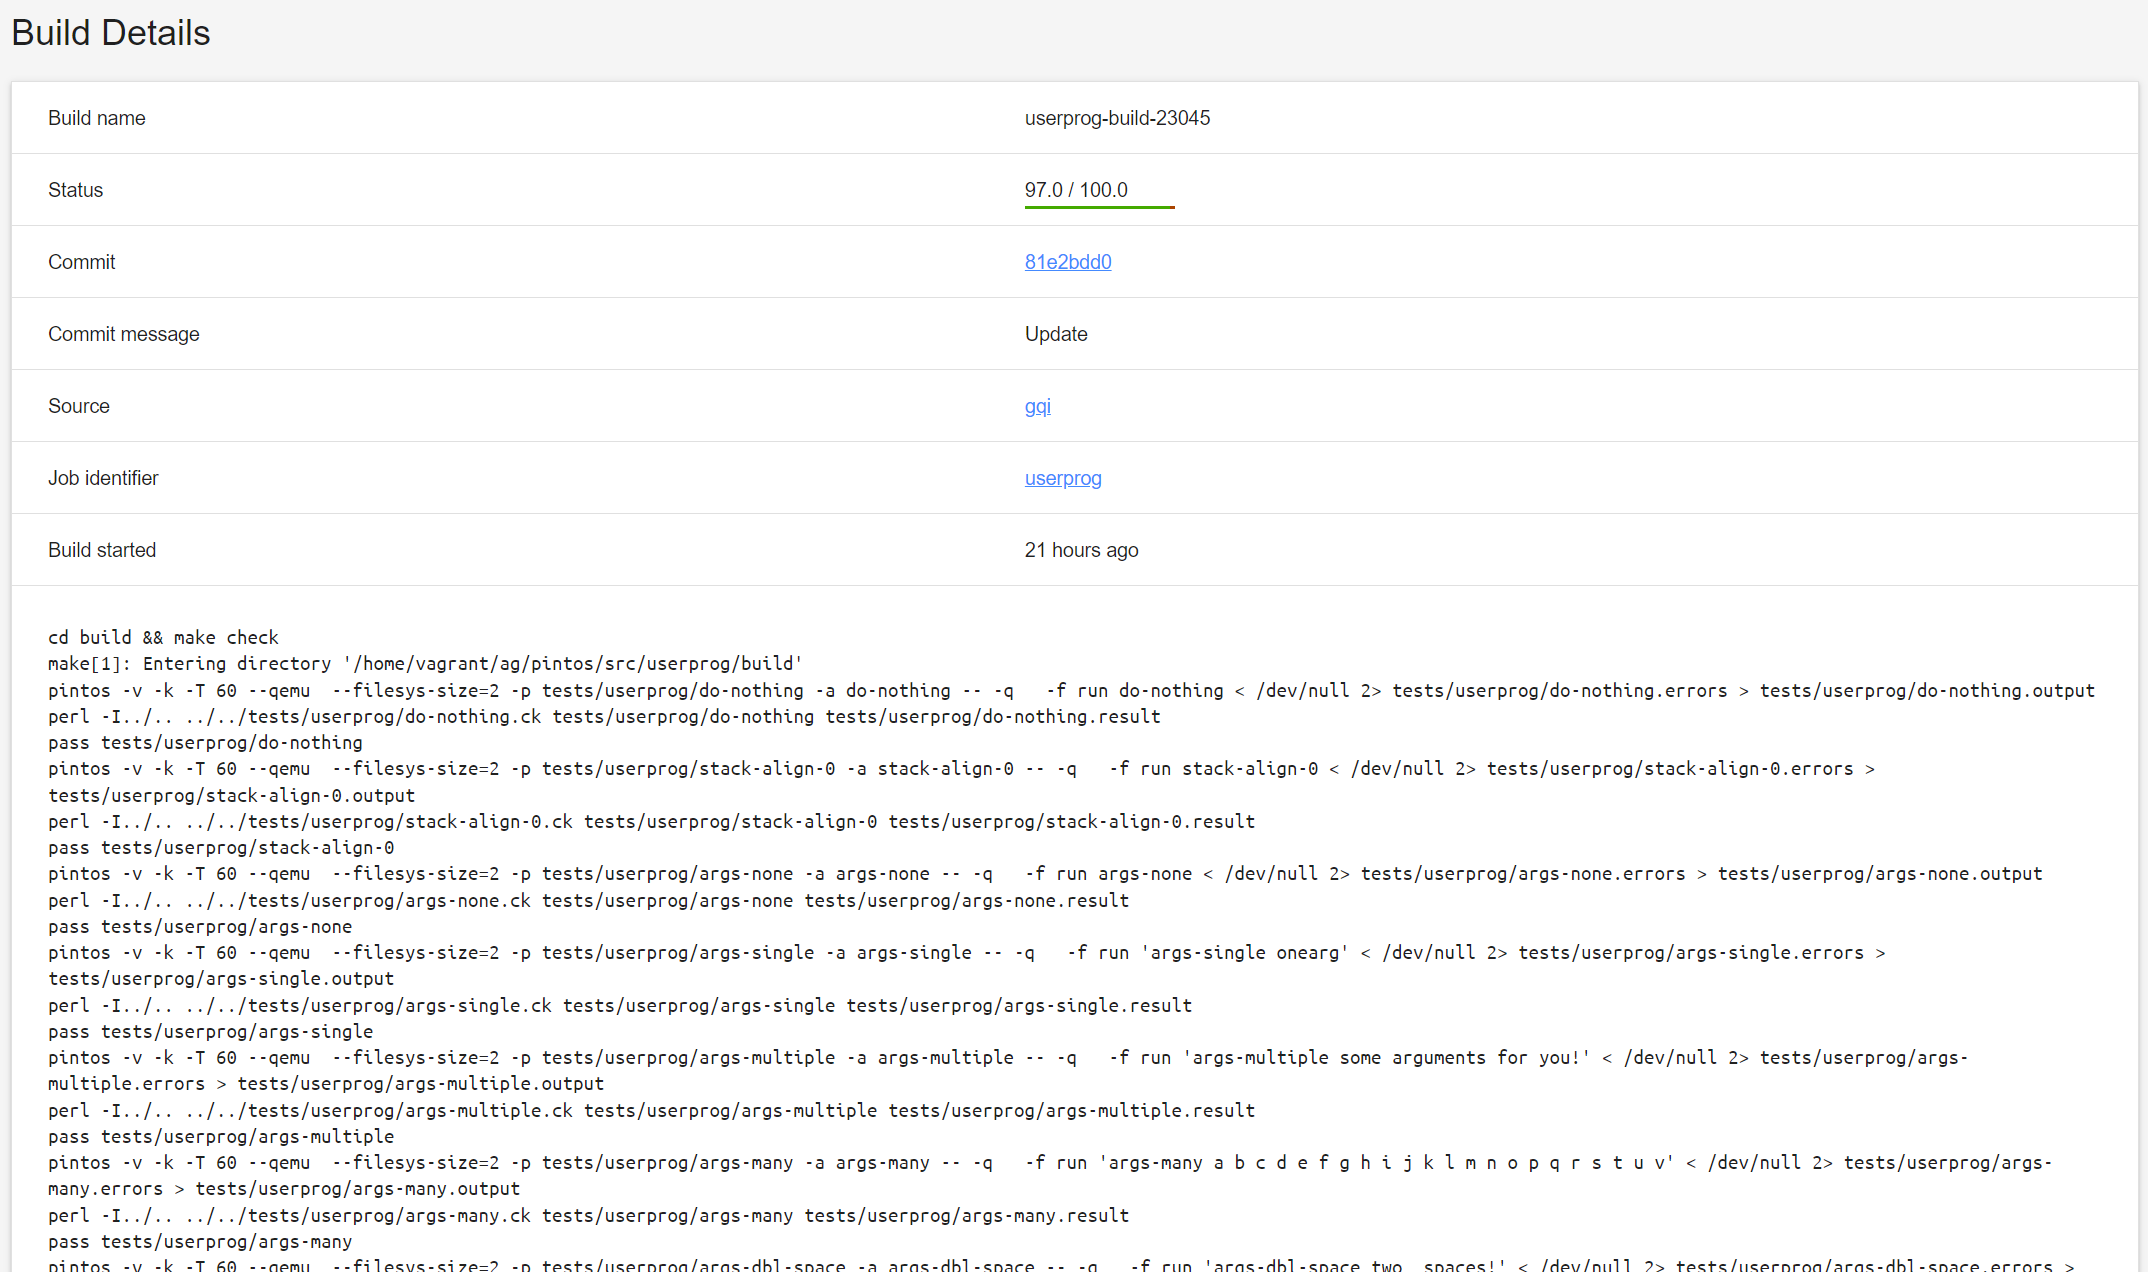 Build Details
Build name userprog-build-23045
Status 97.0 / 100.0
Commit 81e2bdd0
Commit message Update
Source gqi
Job identifier userprog
Build started 21 hours ago
cd build && make check
make[1]: Entering directory '/home/vagrant/ag/pintos/src/userprog/build'
pintos -v -k -T 60 --qemu  --filesys-size=2 -p tests/userprog/do-nothing -a do-nothing -- -q   -f run do-nothing < /dev/null 2> tests/userprog/do-nothing.errors > tests/userprog/do-nothing.output
perl -I../.. ../../tests/userprog/do-nothing.ck tests/userprog/do-nothing tests/userprog/do-nothing.result
pass tests/userprog/do-nothing
pintos -v -k -T 60 --qemu  --filesys-size=2 -p tests/userprog/stack-align-0 -a stack-align-0 -- -q   -f run stack-align-0 < /dev/null 2> tests/userprog/stack-align-0.errors >
tests/userprog/stack-align-0.output
perl -I../.. ../../tests/userprog/stack-align-0.ck tests/userprog/stack-align-0 tests/userprog/stack-align-0.result
pass tests/userprog/stack-align-0
pintos -v -k -T 60 --qemu  --filesys-size=2 -p tests/userprog/args-none -a args-none -- -q   -f run args-none < /dev/null 2> tests/userprog/args-none.errors > tests/userprog/args-none.output
perl -I../.. ../../tests/userprog/args-none.ck tests/userprog/args-none tests/userprog/args-none.result
pass tests/userprog/args-none
pintos -v -k -T 60 --qemu  --filesys-size=2 -p tests/userprog/args-single -a args-single -- -q   -f run 'args-single onearg' < /dev/null 2> tests/userprog/args-single.errors >
tests/userprog/args-single.output
perl -I../.. ../../tests/userprog/args-single.ck tests/userprog/args-single tests/userprog/args-single.result
pass tests/userprog/args-single
pintos -v -k -T 60 --qemu  --filesys-size=2 -p tests/userprog/args-multiple -a args-multiple -- -q   -f run 'args-multiple some arguments for you!' < /dev/null 2> tests/userprog/args-
multiple.errors > tests/userprog/args-multiple.output
perl -I../.. ../../tests/userprog/args-multiple.ck tests/userprog/args-multiple tests/userprog/args-multiple.result
pass tests/userprog/args-multiple
pintos -v -k -T 60 --qemu  --filesys-size=2 -p tests/userprog/args-many -a args-many -- -q   -f run 'args-many a b c d e f g h i j k l m n o p q r s t u v' < /dev/null 2> tests/userprog/args-
many.errors > tests/userprog/args-many.output
perl -I../.. ../../tests/userprog/args-many.ck tests/userprog/args-many tests/userprog/args-many.result
pass tests/userprog/args-many
pintos -v -k -T 60 --qemu  --filesys-size=2 -p tests/userprog/args-dbl-space -a args-dbl-space -- -q   -f run 'args-dbl-space two  spaces!' < /dev/null 2> tests/userprog/args-dbl-space.errors >